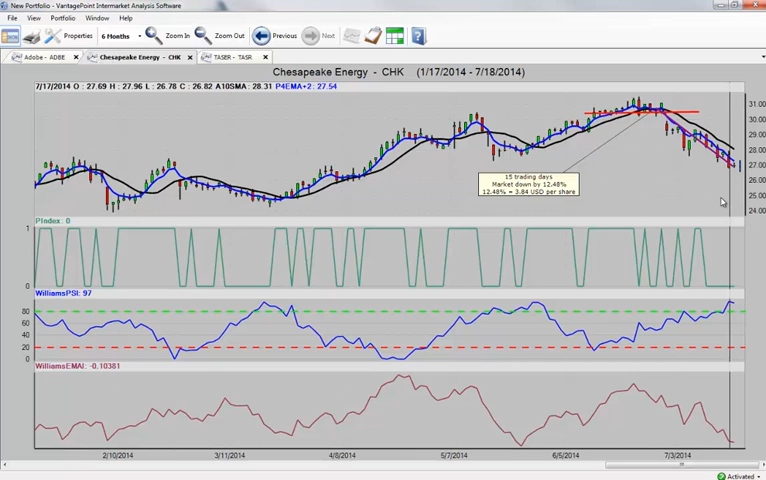 New Portfolio - VantagePoint Intermarket Analysis Software
File View Portfolio Window Help
Properties 6 Months Zoom In Zoom Out Previous Next
Adobe - ADBE × Chesapeake Energy - CHK × TASER - TASR ×
Chesapeake Energy - CHK (1/17/2014 - 7/18/2014)
7/17/2014 O : 27.69 H : 27.96 L : 26.78 C : 26.82 A10SMA : 28.31 P4EMA+2 : 27.54
31.00
30.00
29.00
28.00
27.00
26.00
25.00
24.00
15 trading days
Market down by 12.48%
12.48% = 3.84 USD per share
PIndex: 0
1
0
WilliamsPSI: 97
80
60
40
20
0
WilliamsEMAI: -0.10381
2/10/2014 3/11/2014 4/8/2014 5/7/2014 6/5/2014 7/3/2014
Activated